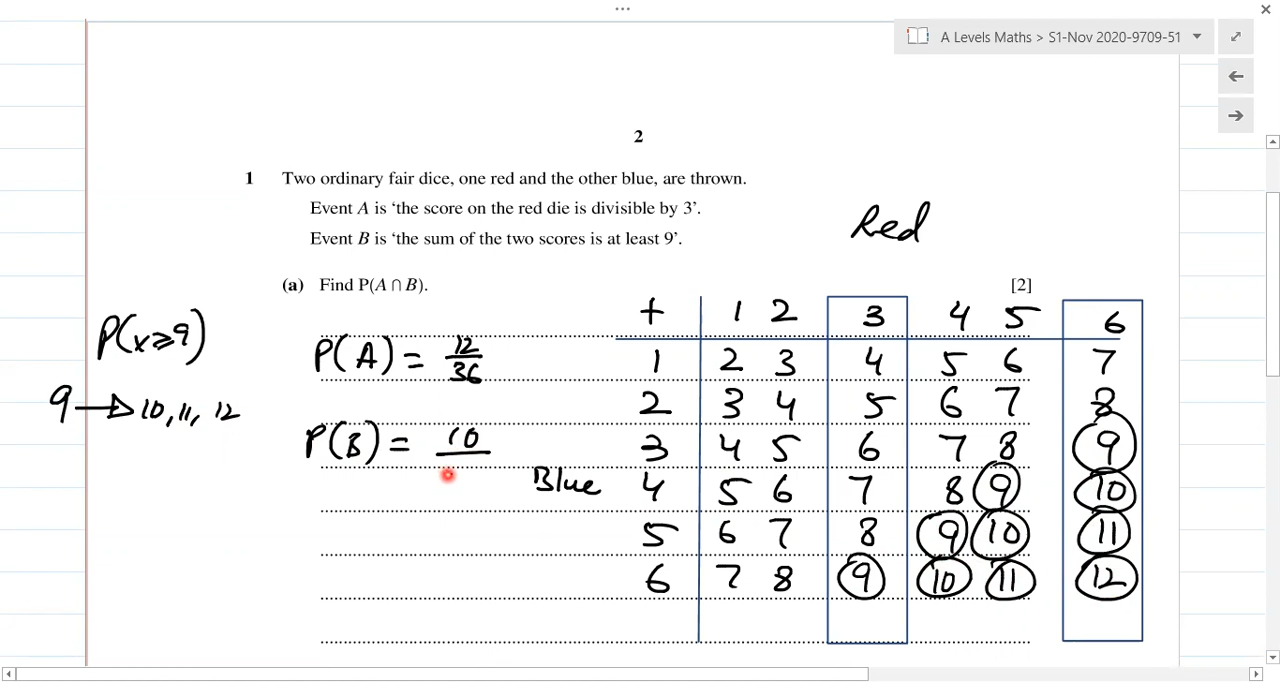 A Levels Maths > S1-Nov 2020-9709-51
2
1 Two ordinary fair dice, one red and the other blue, are thrown.
Event A is ‘the score on the red die is divisible by 3’.
Event B is ‘the sum of the two scores is at least 9’.
Red
(a) Find P(A ∩ B). [2]
P(x≥9)
9 → 10, 11, 12
P(A) = 12/36
P(B) = 10
Blue
+ 1 2 3 4 5 6
1 2 3 4 5 6 7
2 3 4 5 6 7 8
3 4 5 6 7 8 9
4 5 6 7 8 9 10
5 6 7 8 9 10 11
6 7 8 9 10 11 12